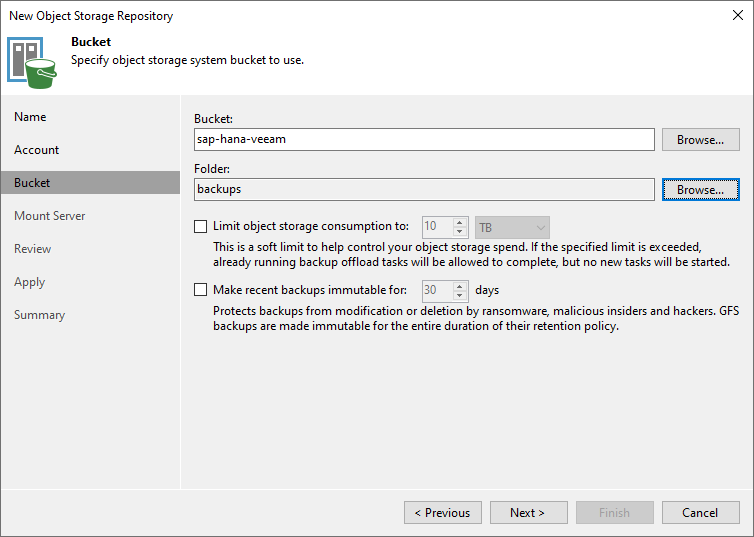 New Object Storage Repository
Bucket
Specify object storage system bucket to use.
Name
Account
Bucket
Mount Server
Review
Apply
Summary
Bucket:
sap-hana-veeam
Browse...
Folder:
backups
Browse...
Limit object storage consumption to: 10 TB
This is a soft limit to help control your object storage spend. If the specified limit is exceeded,
already running backup offload tasks will be allowed to complete, but no new tasks will be started.
Make recent backups immutable for: 30 days
Protects backups from modification or deletion by ransomware, malicious insiders and hackers. GFS
backups are made immutable for the entire duration of their retention policy.
< Previous Next > Finish Cancel